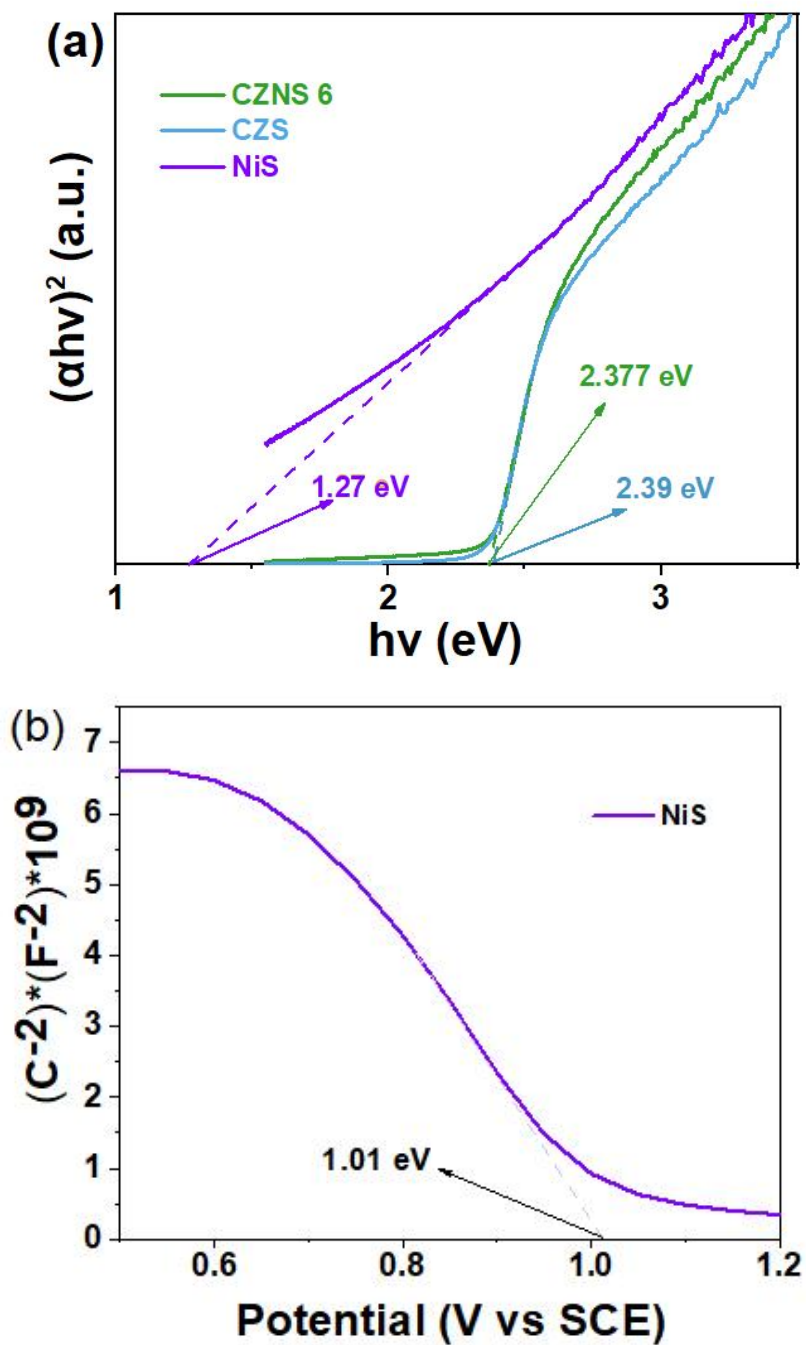 (a)
CZNS 6
CZS
NiS
(αhv)² (a.u.)
2.377 eV
1.27 eV
2.39 eV
1 2 3
hv (eV)
(b)
7
6
5
4
3
2
1
0
(C⁻²)*(F⁻²)*10⁹
NiS
1.01 eV
0.6 0.8 1.0 1.2
Potential (V vs SCE)